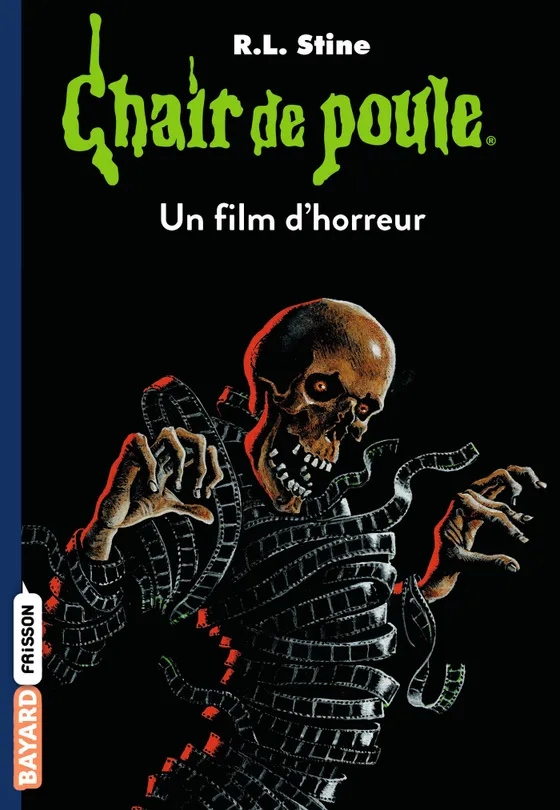 R.L. Stine
Chair de poule®
Un film d'horreur
FRiSSON
BAYARD